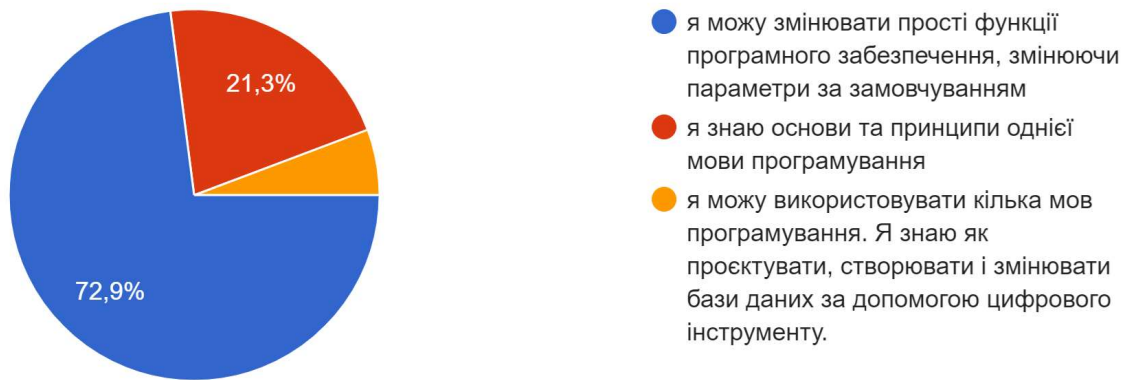 21,3%
72,9%
я можу змінювати прості функції
програмного забезпечення, змінюючи
параметри за замовчуванням
я знаю основи та принципи однієї
мови програмування
я можу використовувати кілька мов
програмування. Я знаю як
проєктувати, створювати і змінювати
бази даних за допомогою цифрового
інструменту.